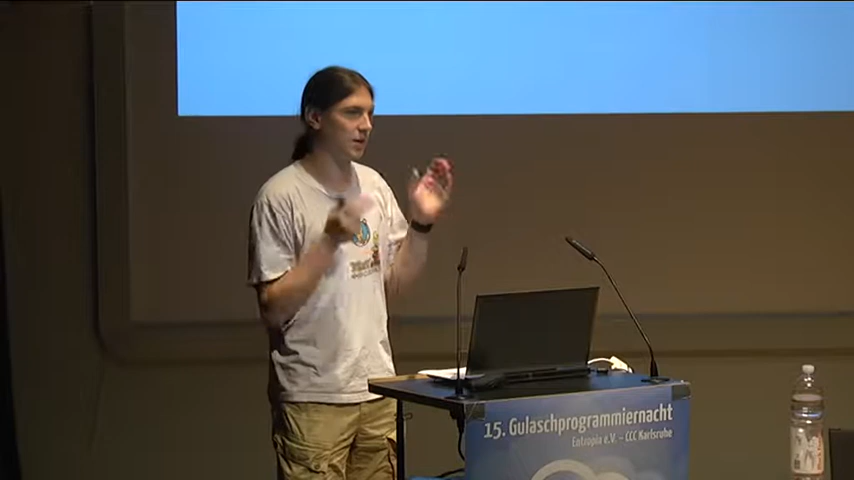 15. Gulaschprogrammiernacht
Entropia e.V. – CCC Karlsruhe